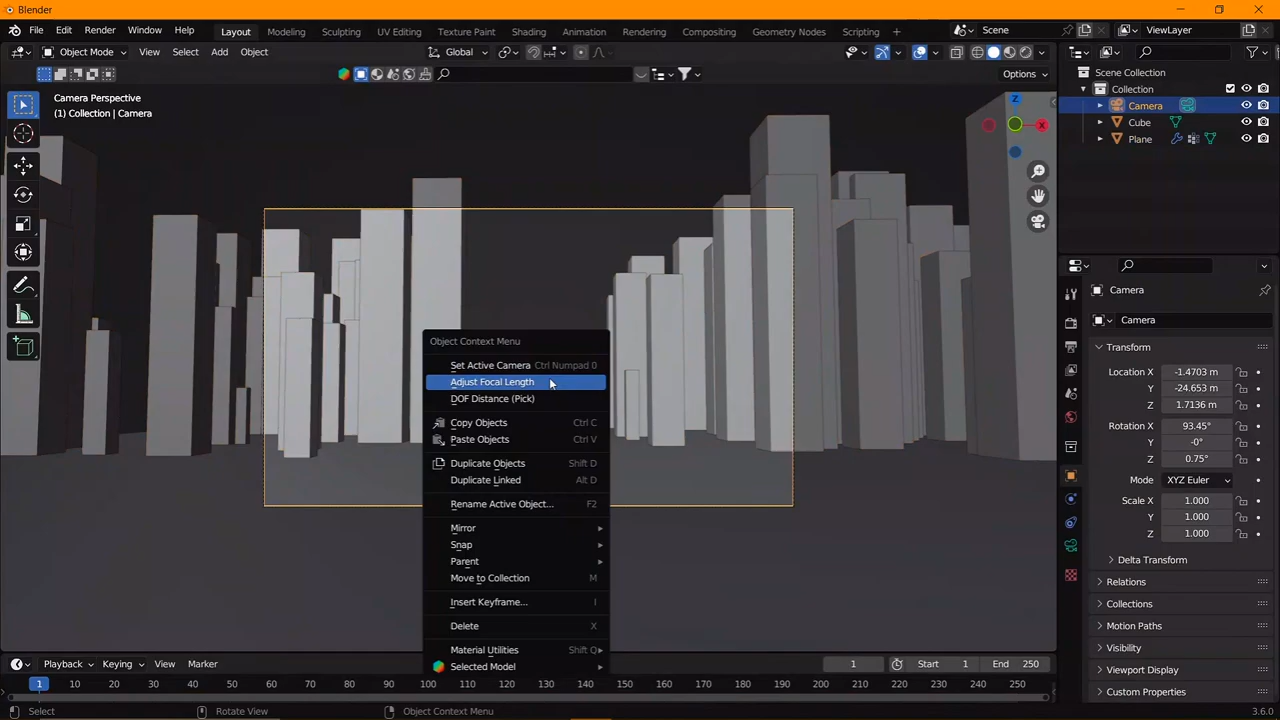 Blender
File Edit Render Window Help Layout Modeling Sculpting UV Editing Texture Paint Shading Animation Rendering Compositing Geometry Nodes Scripting + Scene ViewLayer
Object Mode View Select Add Object Global
Options
Camera Perspective
(1) Collection | Camera
Z
X
Scene Collection
Collection
Camera
Cube
Plane
Object Context Menu
Set Active Camera Ctrl Numpad 0
Adjust Focal Length
DOF Distance (Pick)
Copy Objects Ctrl C
Paste Objects Ctrl V
Duplicate Objects Shift D
Duplicate Linked Alt D
Rename Active Object... F2
Mirror
Snap
Parent
Move to Collection M
Insert Keyframe... I
Delete X
Material Utilities Shift Q
Selected Model
Camera
Camera
Transform
Location X -1.4703 m
Y -24.653 m
Z 1.7136 m
Rotation X 93.45°
Y -0°
Z 0.75°
Mode XYZ Euler
Scale X 1.000
Y 1.000
Z 1.000
Delta Transform
Relations
Collections
Motion Paths
Visibility
Viewport Display
Custom Properties
Playback Keying View Marker 1 Start 1 End 250
1 10 20 30 40 50 60 70 80 90 100 110 120 130 140 150 160 170 180 190 200 210 220 230 240 250
Select Rotate View Object Context Menu 3.6.0